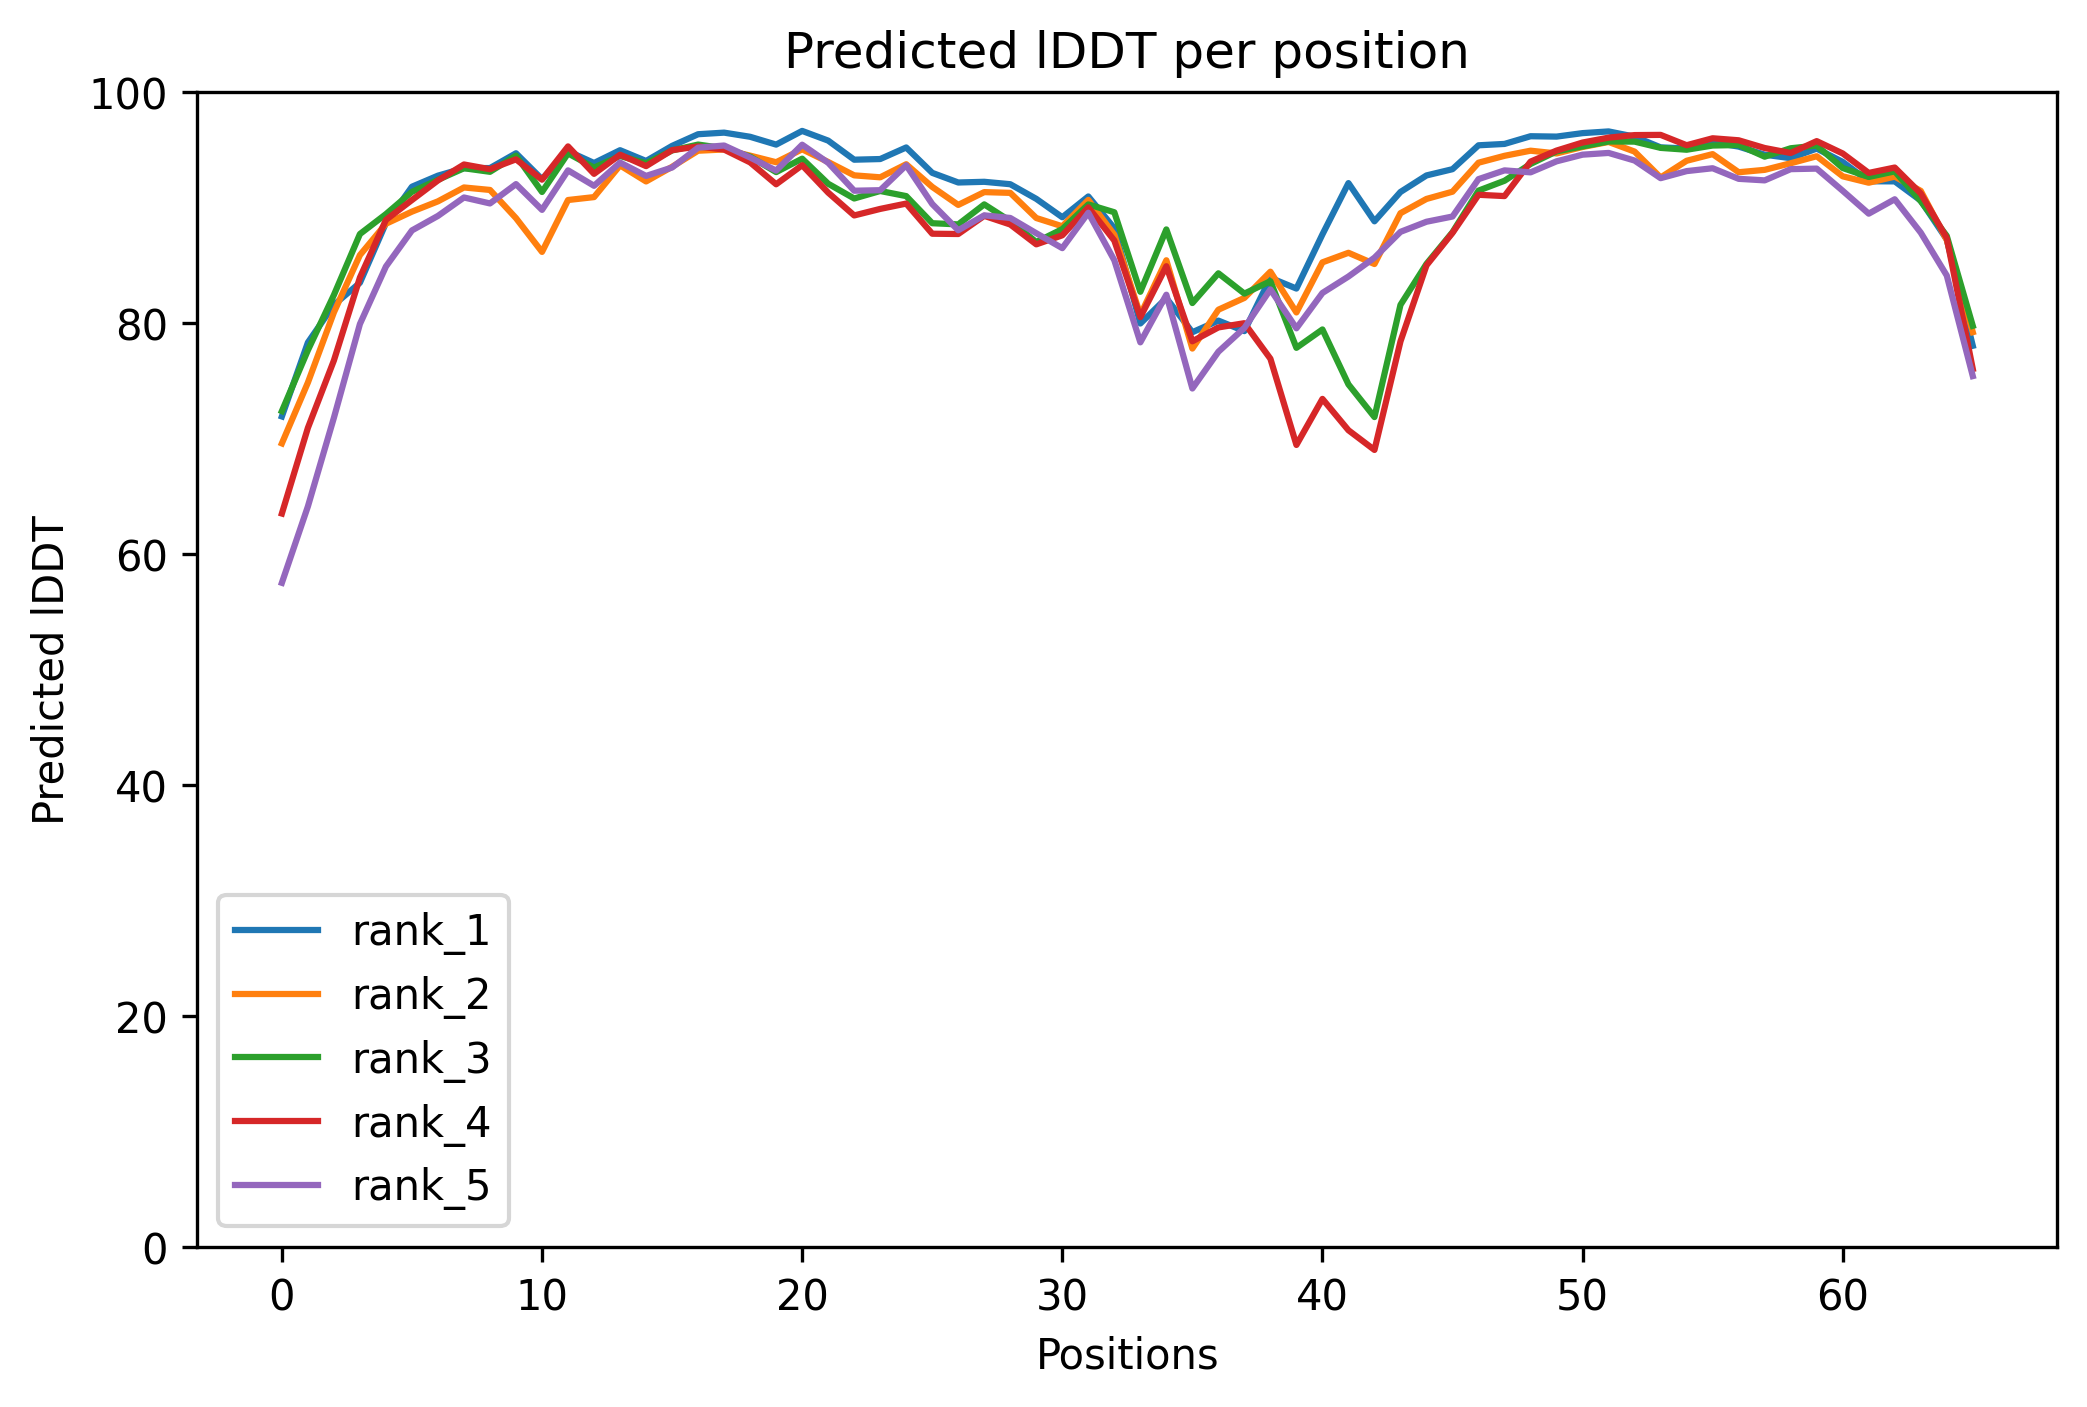 Predicted lDDT per position
100
80
60
40
20
0
Predicted lDDT
rank_1
rank_2
rank_3
rank_4
rank_5
0 10 20 30 40 50 60
Positions